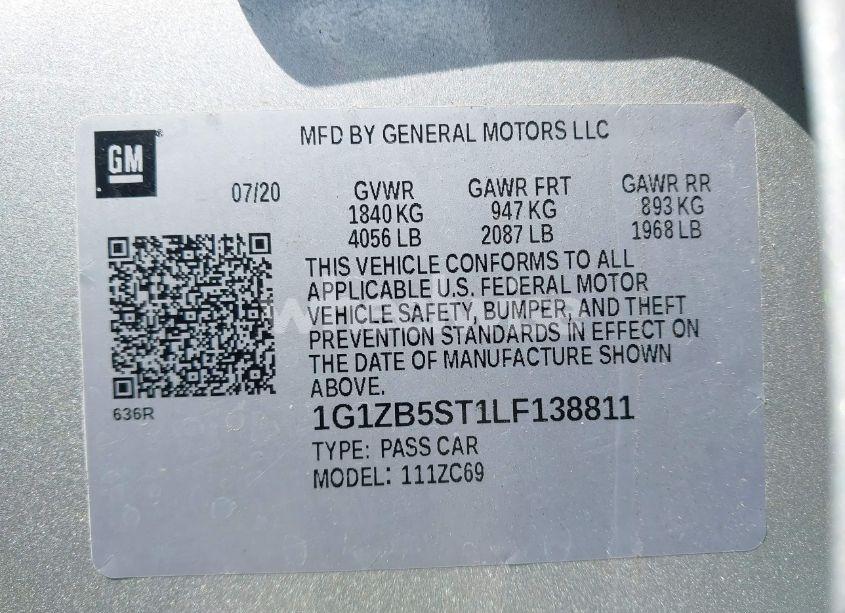 MFD BY GENERAL MOTORS LLC
GM
07/20 GVWR GAWR FRT GAWR RR
1840 KG 947 KG 893 KG
4056 LB 2087 LB 1968 LB
THIS VEHICLE CONFORMS TO ALL
APPLICABLE U.S. FEDERAL MOTOR
VEHICLE SAFETY, BUMPER, AND THEFT
PREVENTION STANDARDS IN EFFECT ON
THE DATE OF MANUFACTURE SHOWN
ABOVE.
636R
1G1ZB5ST1LF138811
TYPE: PASS CAR
MODEL: 111ZC69